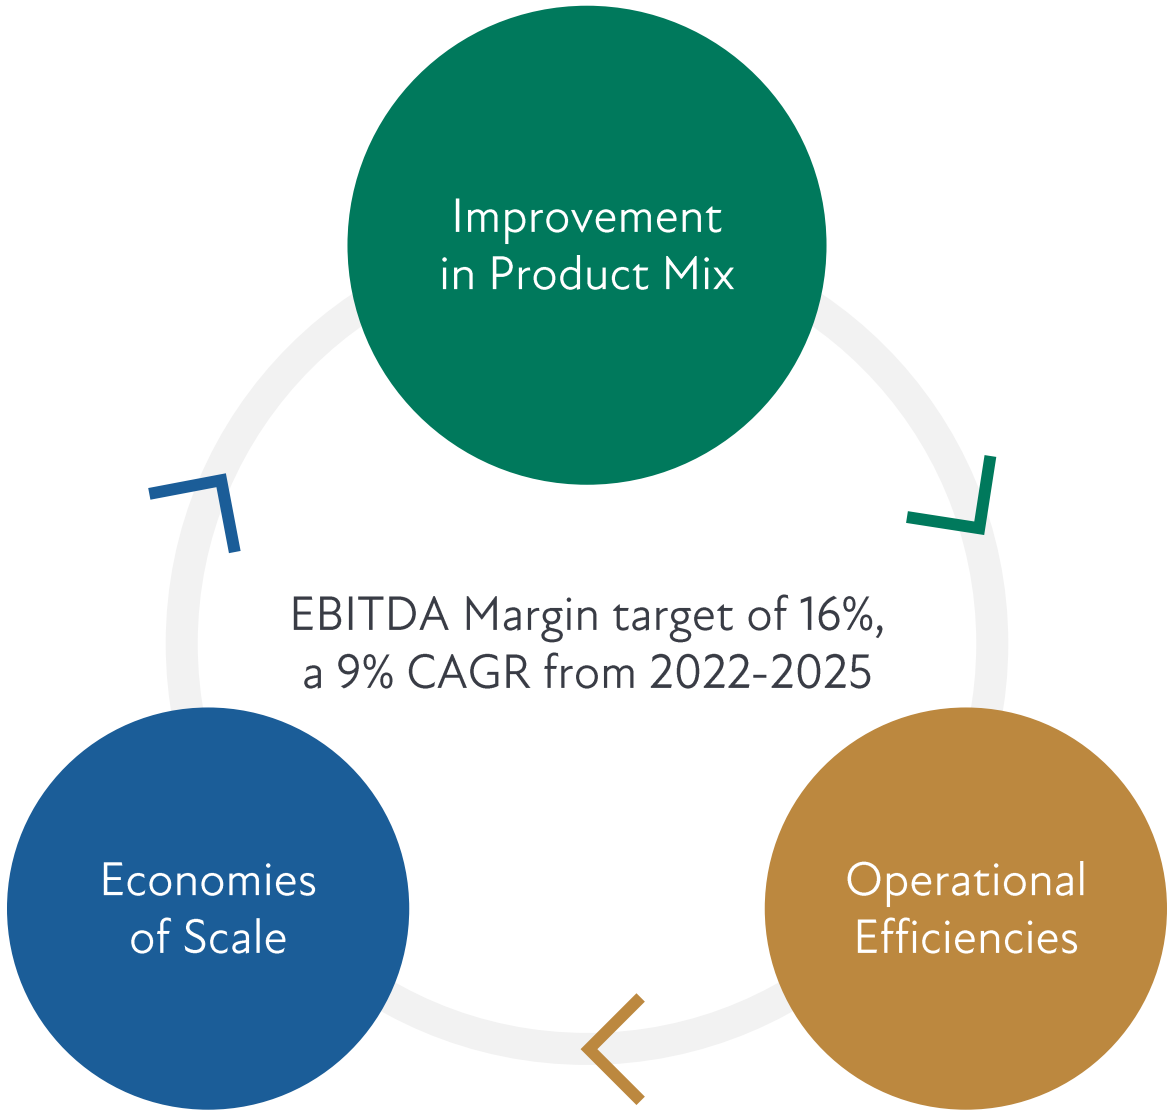 Improvement
in Product Mix
EBITDA Margin target of 16%,
a 9% CAGR from 2022-2025
Economies
of Scale
Operational
Efficiencies